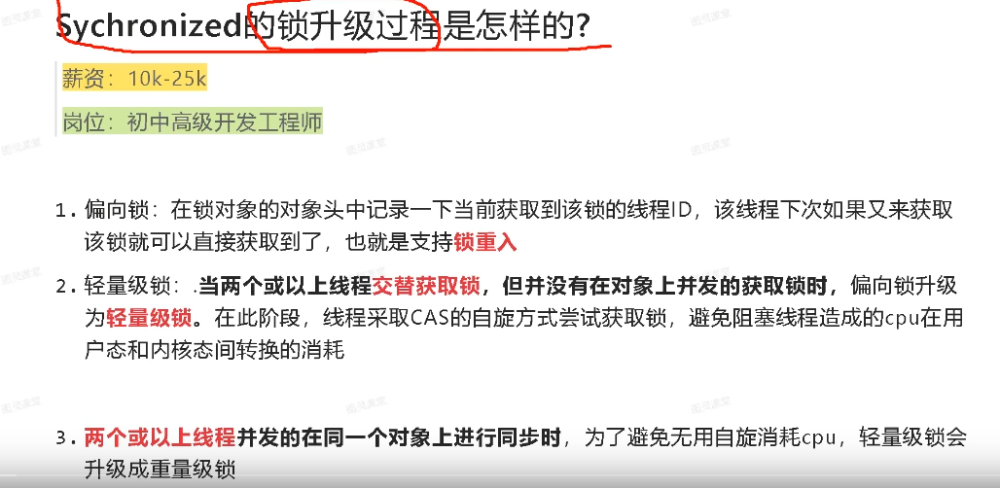 Sychronized的锁升级过程是怎样的?
薪资：10k-25k
岗位：初中高级开发工程师
1. 偏向锁：在锁对象的对象头中记录一下当前获取到该锁的线程ID，该线程下次如果又来获取
该锁就可以直接获取到了，也就是支持锁重入
2. 轻量级锁：.当两个或以上线程交替获取锁，但并没有在对象上并发的获取锁时，偏向锁升级
为轻量级锁。在此阶段，线程采取CAS的自旋方式尝试获取锁，避免阻塞线程造成的cpu在用
户态和内核态间转换的消耗
3. 两个或以上线程并发的在同一个对象上进行同步时，为了避免无用自旋消耗cpu，轻量级锁会
升级成重量级锁